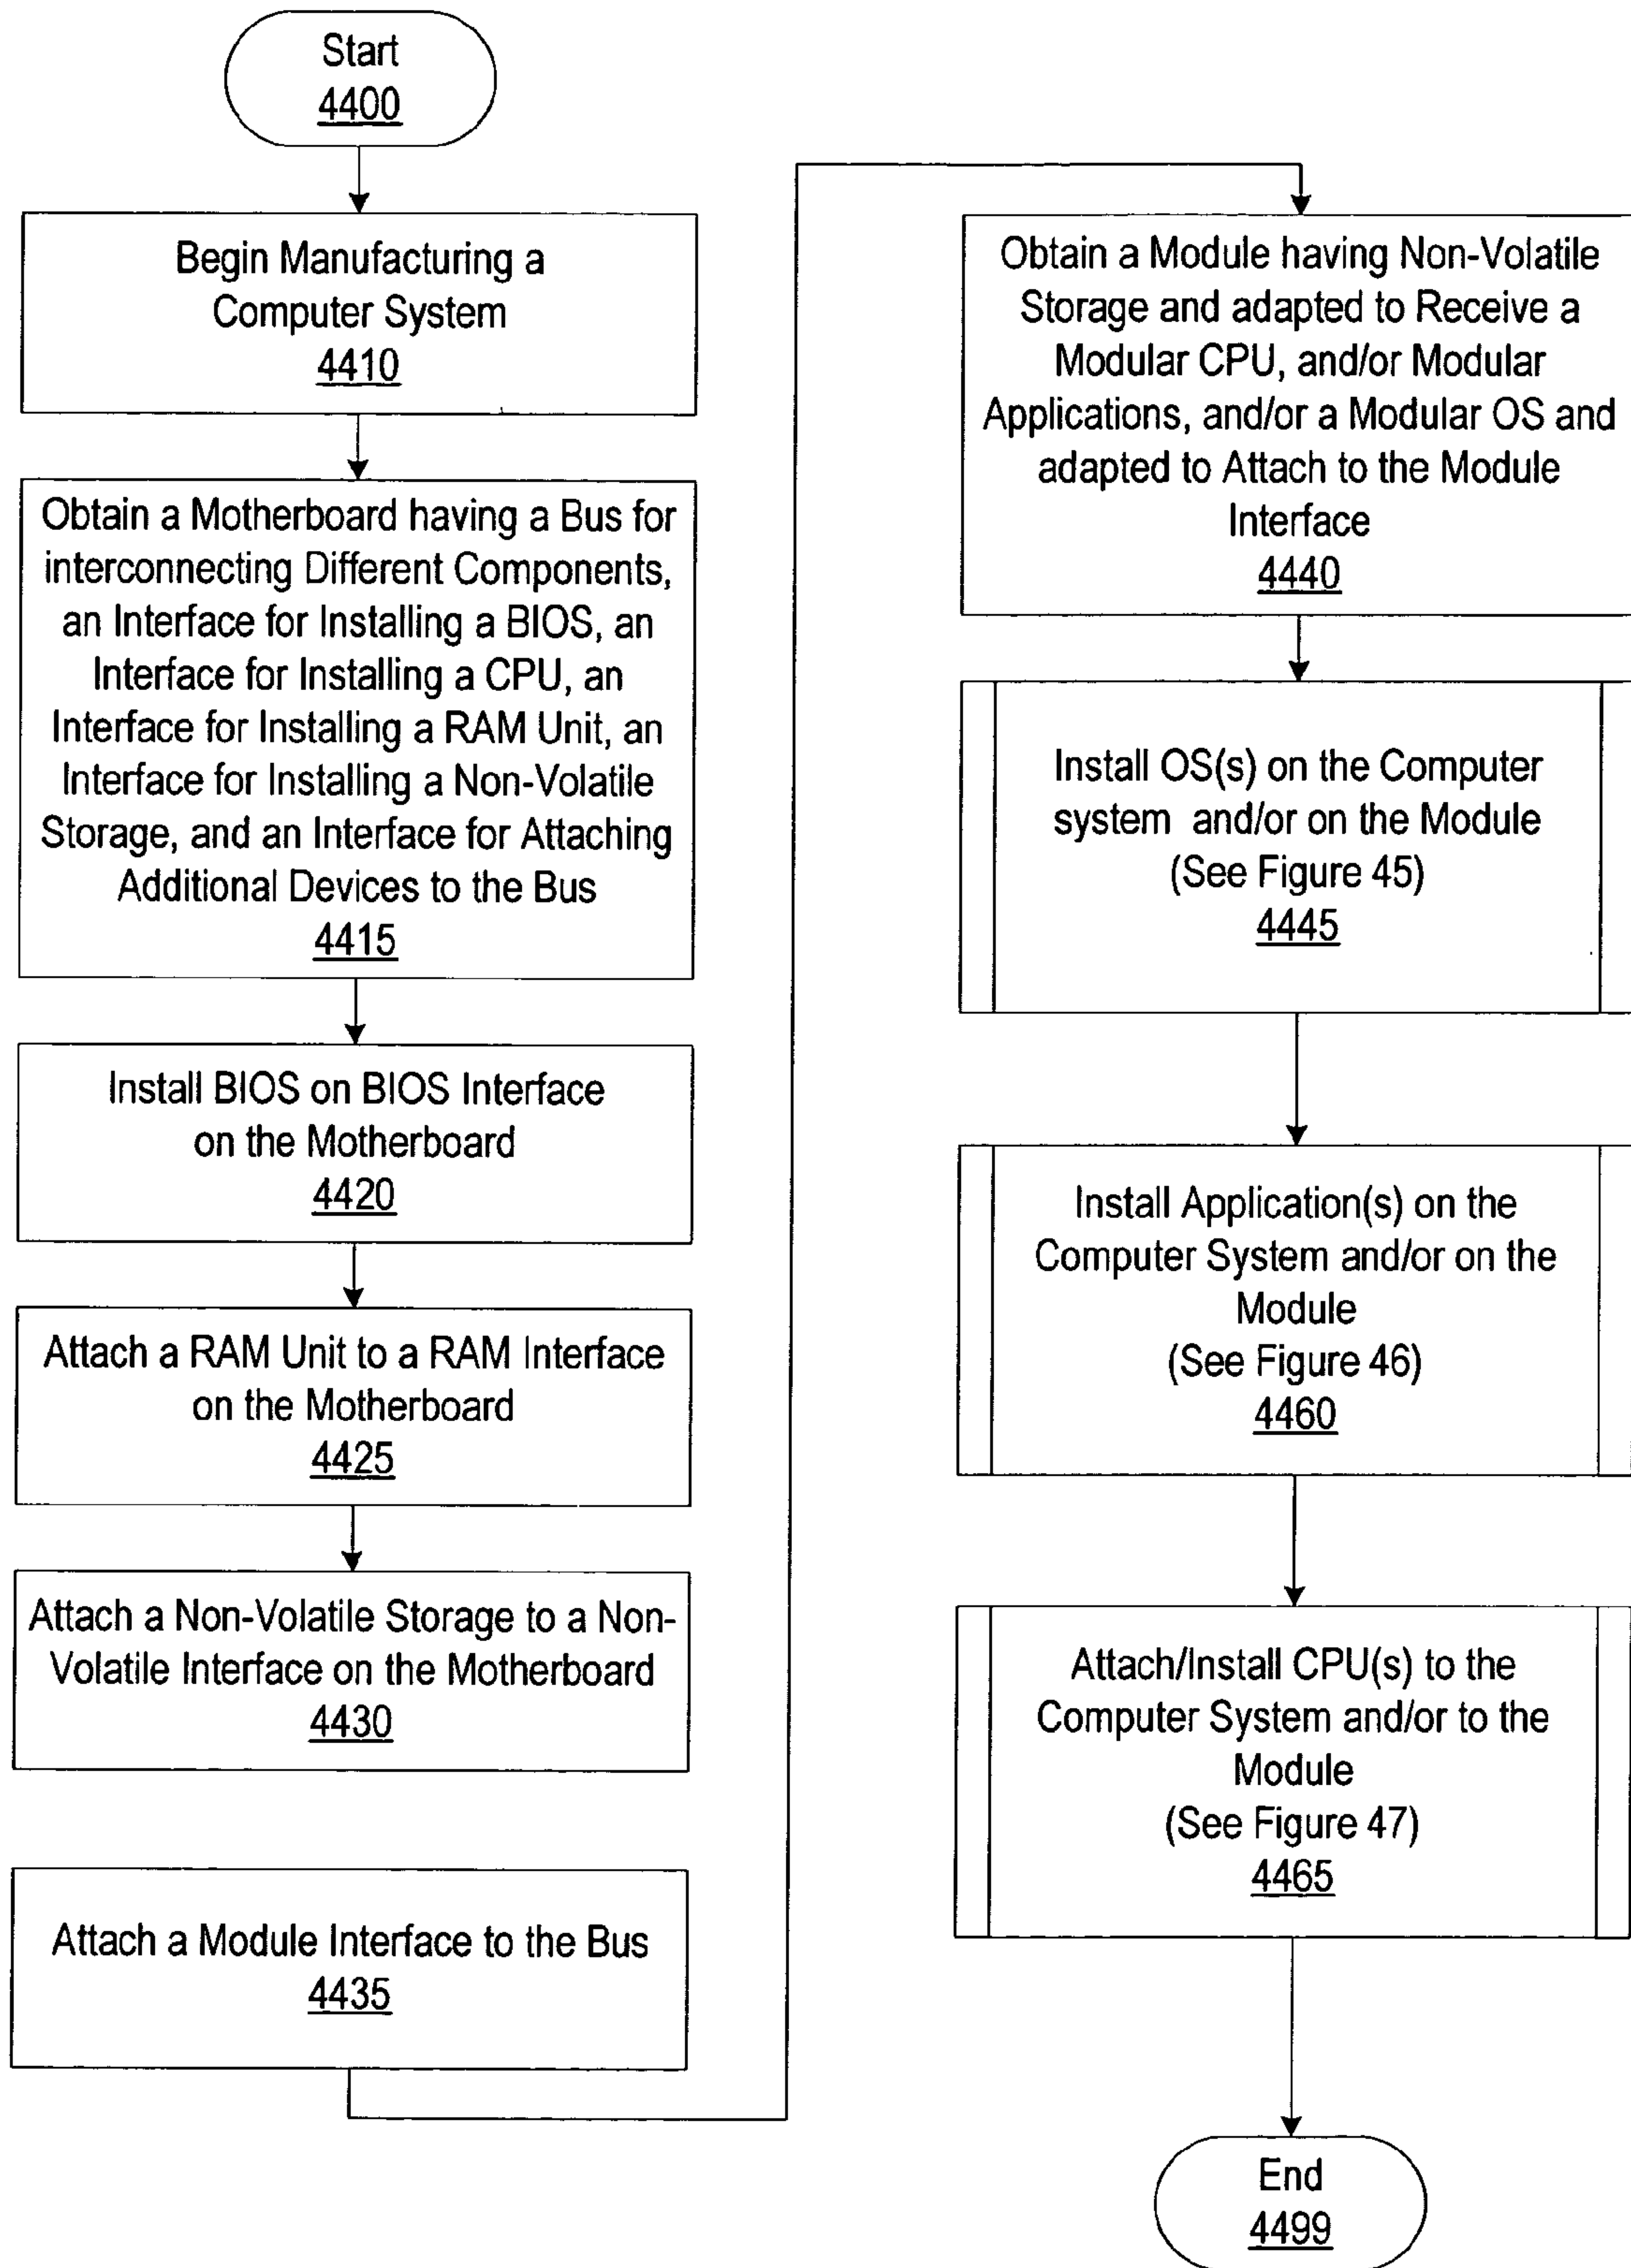 Start
4400
Begin Manufacturing a
Computer System
4410
Obtain a Motherboard having a Bus for
interconnecting Different Components,
an Interface for Installing a BIOS, an
Interface for Installing a CPU, an
Interface for Installing a RAM Unit, an
Interface for Installing a Non-Volatile
Storage, and an Interface for Attaching
Additional Devices to the Bus
4415
Install BIOS on BIOS Interface
on the Motherboard
4420
Attach a RAM Unit to a RAM Interface
on the Motherboard
4425
Attach a Non-Volatile Storage to a Non-
Volatile Interface on the Motherboard
4430
Attach a Module Interface to the Bus
4435
Obtain a Module having Non-Volatile
Storage and adapted to Receive a
Modular CPU, and/or Modular
Applications, and/or a Modular OS and
adapted to Attach to the Module
Interface
4440
Install OS(s) on the Computer
system and/or on the Module
(See Figure 45)
4445
Install Application(s) on the
Computer System and/or on the
Module
(See Figure 46)
4460
Attach/Install CPU(s) to the
Computer System and/or to the
Module
(See Figure 47)
4465
End
4499